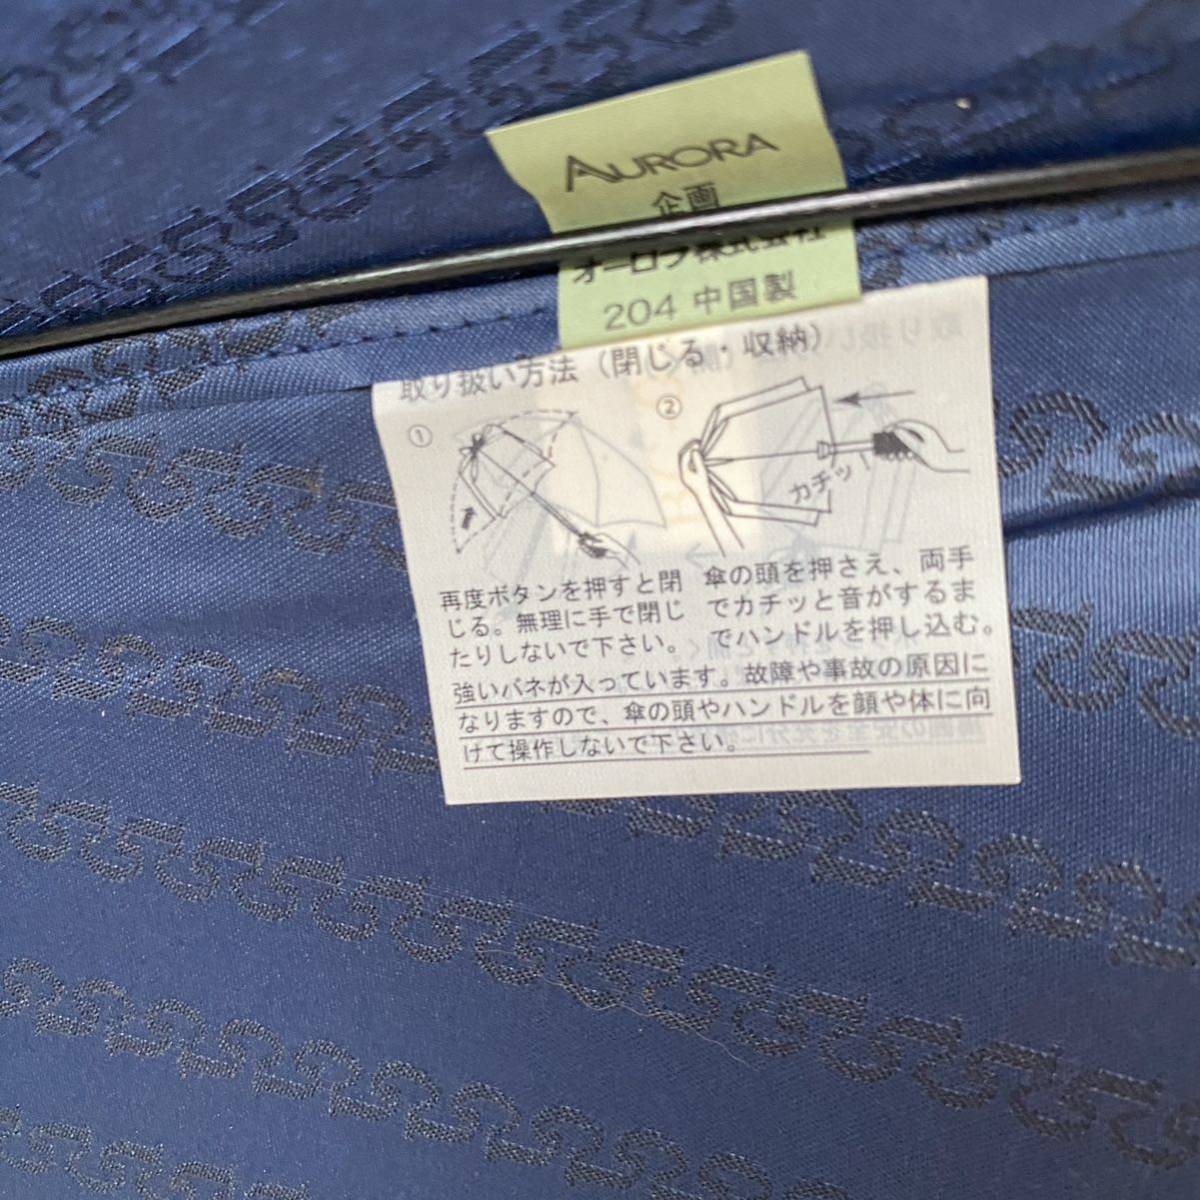 AURORA
企画
オーロラ株式会社
204 中国製
取り扱い方法（閉じる・収納）
①
②
カチッ！
再度ボタンを押すと閉
じる。無理に手で閉じ
たりしないで下さい。
傘の頭を押さえ、両手
でカチッと音がするま
でハンドルを押し込む。
強いバネが入っています。故障や事故の原因に
なりますので、傘の頭やハンドルを顔や体に向
けて操作しないで下さい。